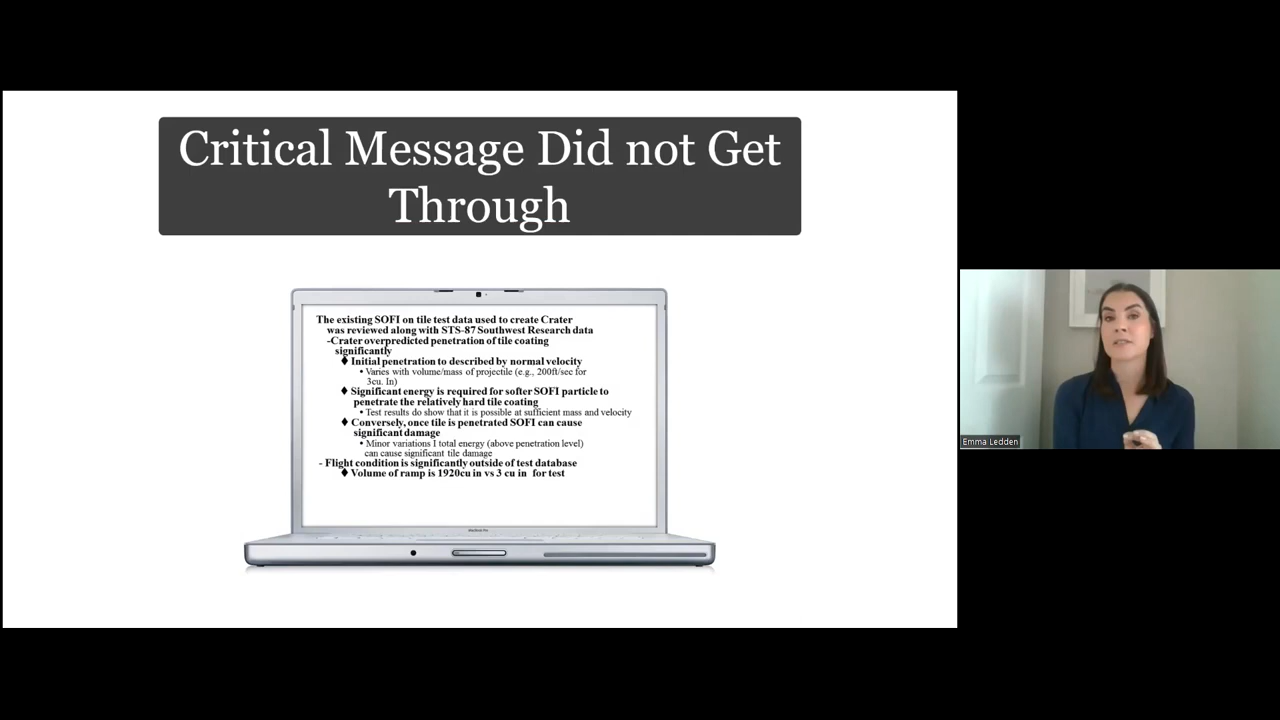 Critical Message Did not Get
Through
The existing SOFI on tile test data used to create Crater
was reviewed along with STS-87 Southwest Research data
-Crater overpredicted penetration of tile coating
significantly
♦ Initial penetration to described by normal velocity
• Varies with volume/mass of projectile (e.g., 200ft/sec for
3cu. In)
♦ Significant energy is required for softer SOFI particle to
penetrate the relatively hard tile coating
• Test results do show that it is possible at sufficient mass and velocity
♦ Conversely, once tile is penetrated SOFI can cause
significant damage
• Minor variations I total energy (above penetration level)
can cause significant tile damage
- Flight condition is significantly outside of test database
♦ Volume of ramp is 1920cu in vs 3 cu in for test
MacBook Pro
Emma Ledden